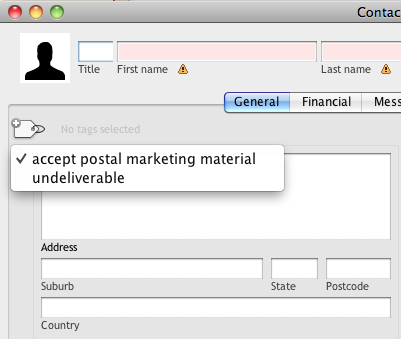 Contac
Title First name Last name
General Financial Mess
No tags selected
accept postal marketing material
undeliverable
Address
Suburb State Postcode
Country